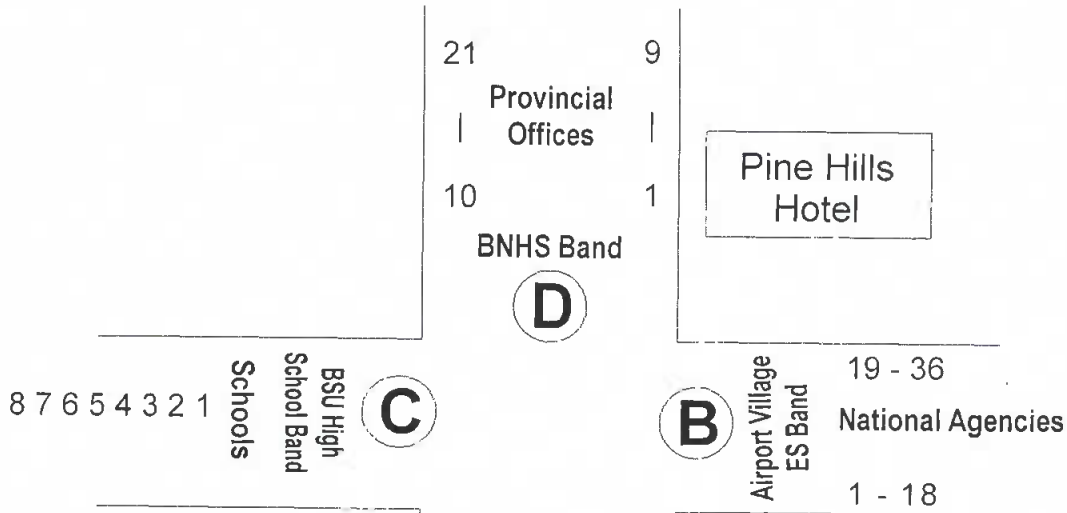 21 9
Provincial
Offices
| |
10 1
Pine Hills
Hotel
BNHS Band
D
8 7 6 5 4 3 2 1
Schools
BSU High
School Band
C
B
Airport Village
ES Band
19 - 36
National Agencies
1 - 18